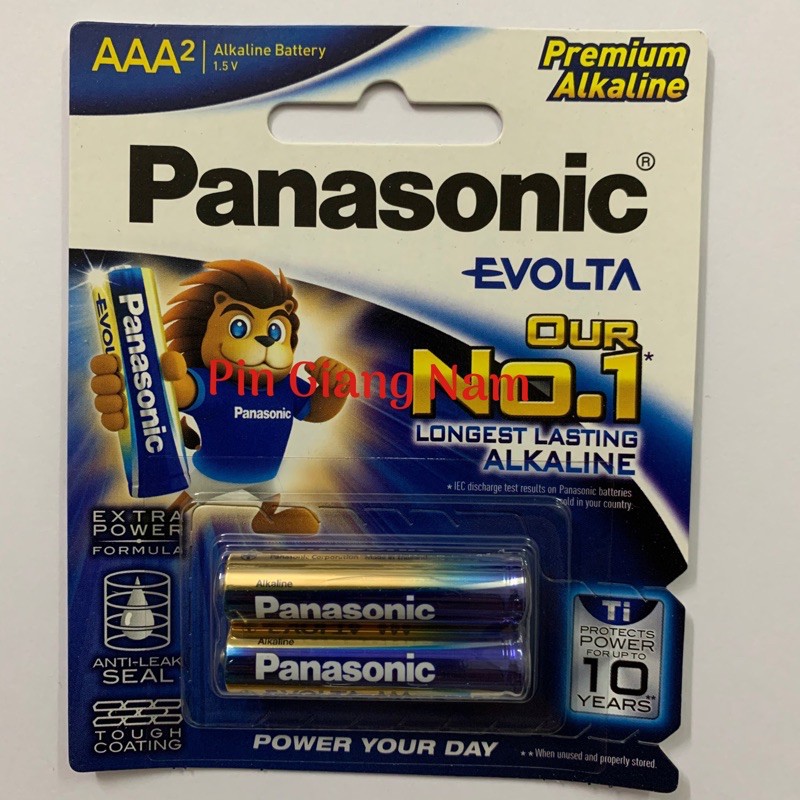 AAA2
Alkaline Battery
1.5 V
Premium
Alkaline
Panasonic®
EVOLTA
Panasonic
EVOL
Panasonic
Pin Giang Nam
OUR
No.1*
LONGEST LASTING
ALKALINE
* IEC discharge test results on Panasonic batteries
sold in your country.
EXTRA
POWER
FORMULA
ANTI-LEAK
SEAL
TOUGH
COATING
Panasonic Corporation
Alkaline
Panasonic
Alkaline
Panasonic
Ti
PROTECTS
POWER
FOR UP TO
10
YEARS**
POWER YOUR DAY
** When unused and properly stored.